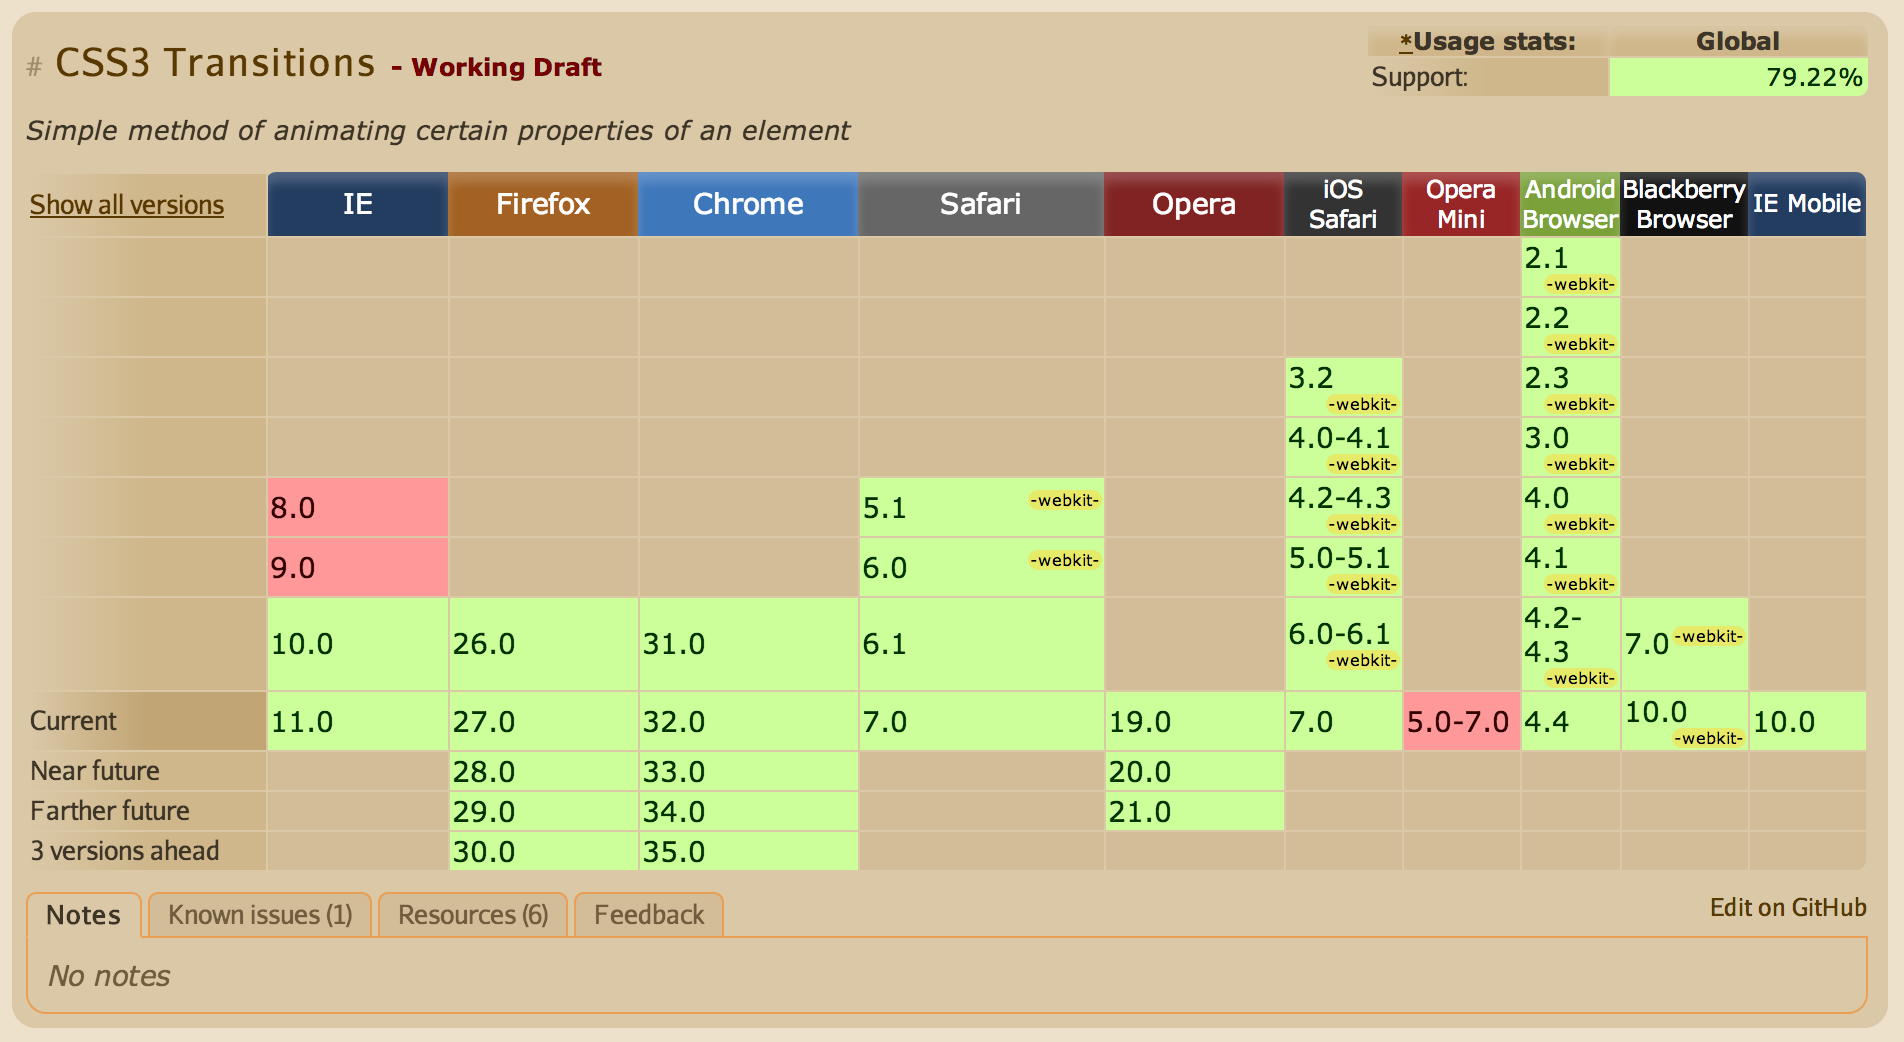 # CSS3 Transitions - Working Draft
*Usage stats: Global
Support: 79.22%
Simple method of animating certain properties of an element
Show all versions IE Firefox Chrome Safari Opera iOS Safari Opera Mini Android Browser Blackberry Browser IE Mobile
2.1 -webkit-
2.2 -webkit-
3.2 -webkit- 2.3 -webkit-
4.0-4.1 -webkit- 3.0 -webkit-
8.0 5.1 -webkit- 4.2-4.3 -webkit- 4.0 -webkit-
9.0 6.0 -webkit- 5.0-5.1 -webkit- 4.1 -webkit-
10.0 26.0 31.0 6.1 6.0-6.1 -webkit- 4.2-4.3 -webkit- 7.0 -webkit-
Current 11.0 27.0 32.0 7.0 19.0 7.0 5.0-7.0 4.4 10.0 -webkit- 10.0
Near future 28.0 33.0 20.0
Farther future 29.0 34.0 21.0
3 versions ahead 30.0 35.0
Notes Known issues (1) Resources (6) Feedback Edit on GitHub
No notes